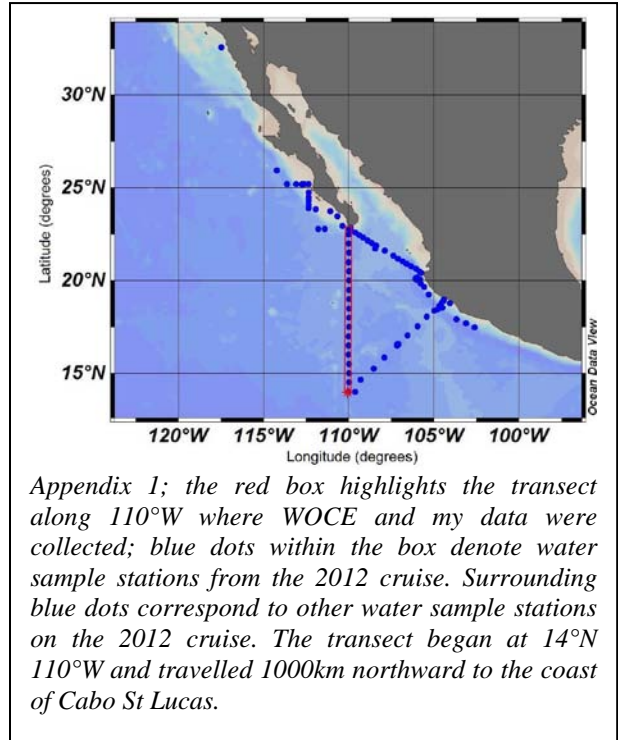 30°N
25°N
20°N
15°N
Latitude (degrees)
120°W 115°W 110°W 105°W 100°W
Longitude (degrees)
Ocean Data View
Appendix 1; the red box highlights the transect
along 110°W where WOCE and my data were
collected; blue dots within the box denote water
sample stations from the 2012 cruise. Surrounding
blue dots correspond to other water sample stations
on the 2012 cruise. The transect began at 14°N
110°W and travelled 1000km northward to the coast
of Cabo St Lucas.